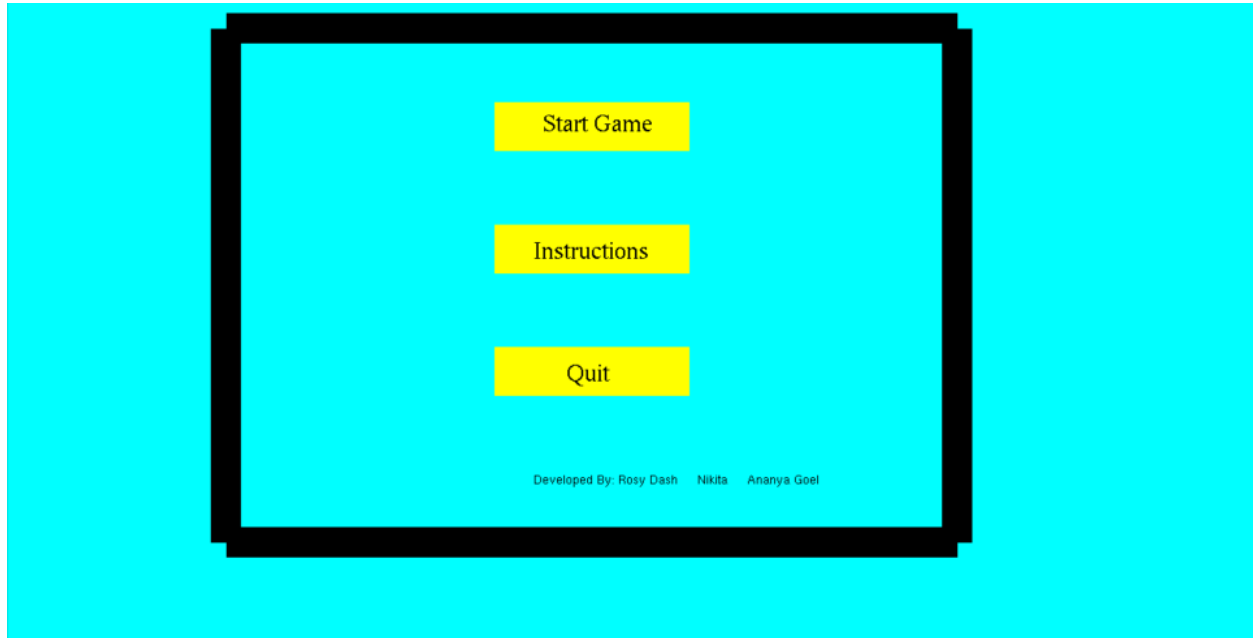 Start Game
Instructions
Quit
Developed By: Rosy Dash Nikita Ananya Goel